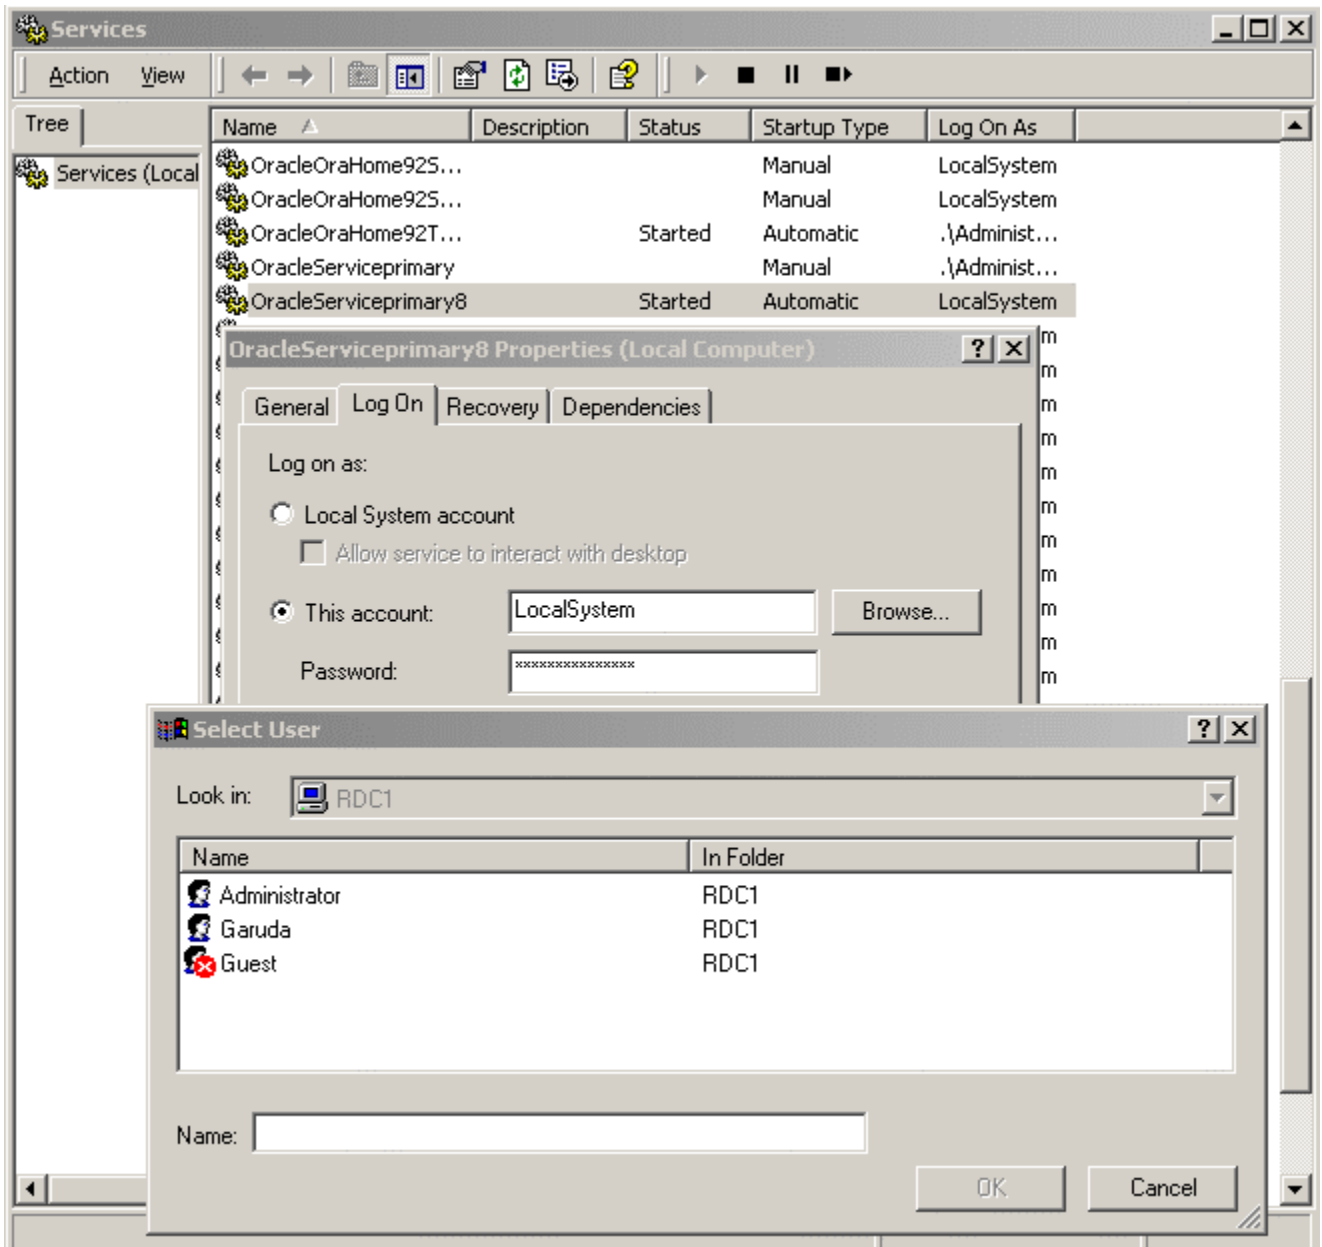 Services
Action View
Tree
Name Description Status Startup Type Log On As
Services (Local
OracleOraHome92S... Manual LocalSystem
OracleOraHome92S... Manual LocalSystem
OracleOraHome92T... Started Automatic .\Administ...
OracleServiceprimary Manual .\Administ...
OracleServiceprimary8 Started Automatic LocalSystem
m
OracleServiceprimary8 Properties (Local Computer)
m
General Log On Recovery Dependencies
m
m
Log on as:
m
Local System account
m
Allow service to interact with desktop
m
m
This account: LocalSystem Browse...
m
m
Password: ***************
m
Select User
Look in: RDC1
Name In Folder
Administrator RDC1
Garuda RDC1
Guest RDC1
Name:
OK Cancel